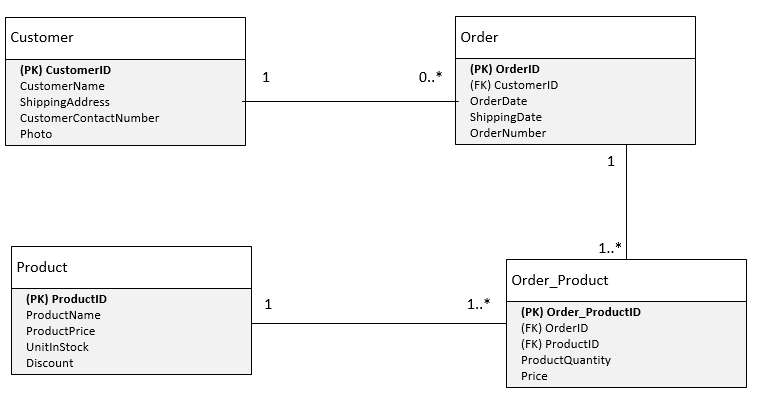 Customer
(PK) CustomerID
CustomerName
ShippingAddress
CustomerContactNumber
Photo
1
0..*
Order
(PK) OrderID
(FK) CustomerID
OrderDate
ShippingDate
OrderNumber
1
1..*
Product
(PK) ProductID
ProductName
ProductPrice
UnitInStock
Discount
1
1..*
Order_Product
(PK) Order_ProductID
(FK) OrderID
(FK) ProductID
ProductQuantity
Price